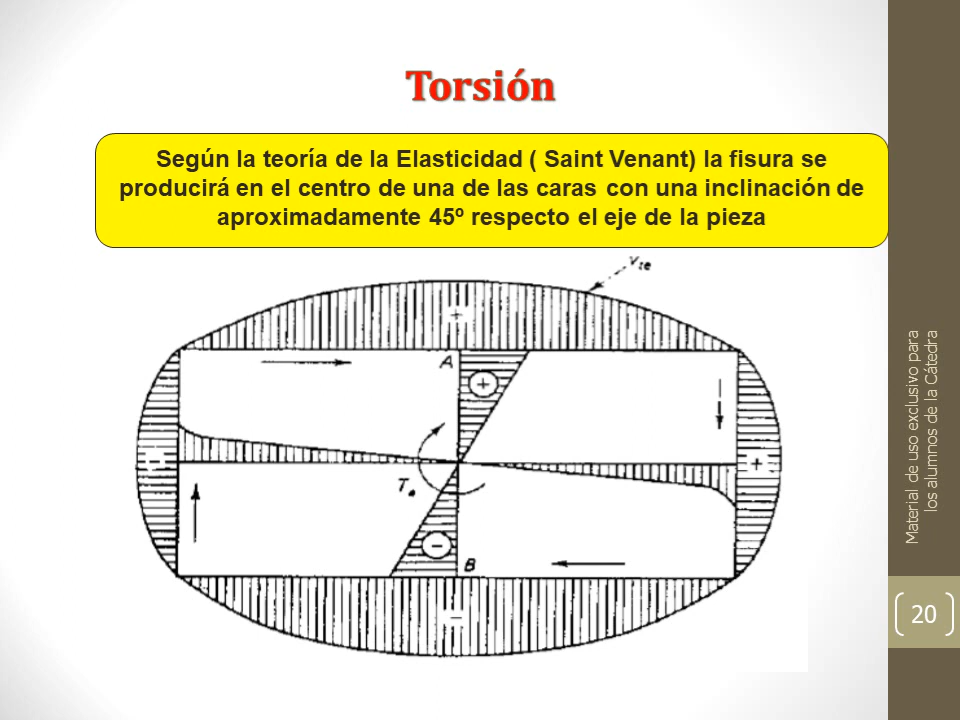 Torsión
Según la teoría de la Elasticidad ( Saint Venant) la fisura se
producirá en el centro de una de las caras con una inclinación de
aproximadamente 45º respecto el eje de la pieza
A
+
+
+
T
B
−
−
Material de uso exclusivo para
los alumnos de la Cátedra
20